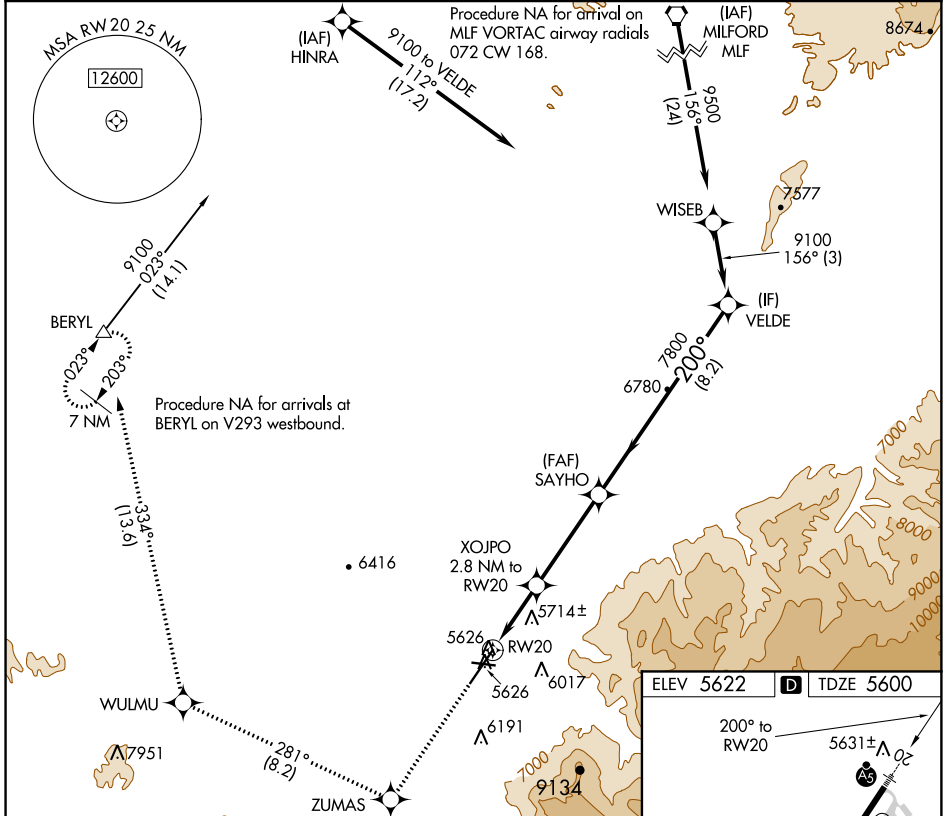 MSA RW 20 25 NM
12600
(IAF)
HINRA
9100 to VELDE
112°
(17.2)
Procedure NA for arrival on
MLF VORTAC airway radials
072 CW 168.
(IAF)
MILFORD
MLF
8674
9500
156°
(24)
7577
WISEB
9100
156° (3)
(IF)
VELDE
9100
023°
(14.1)
BERYL
023°
203°
7 NM
Procedure NA for arrivals at
BERYL on V293 westbound.
7800
200°
(8.2)
6780
(FAF)
SAYHO
7000
8000
9000
10000
334°
(13.6)
6416
XOJPO
2.8 NM to
RW20
5714±
5626
RW20
5626
6017
6191
WULMU
7951
281°
(8.2)
ZUMAS
7000
9134
ELEV 5622
D
TDZE 5600
200° to
RW20
5631±
20
A5